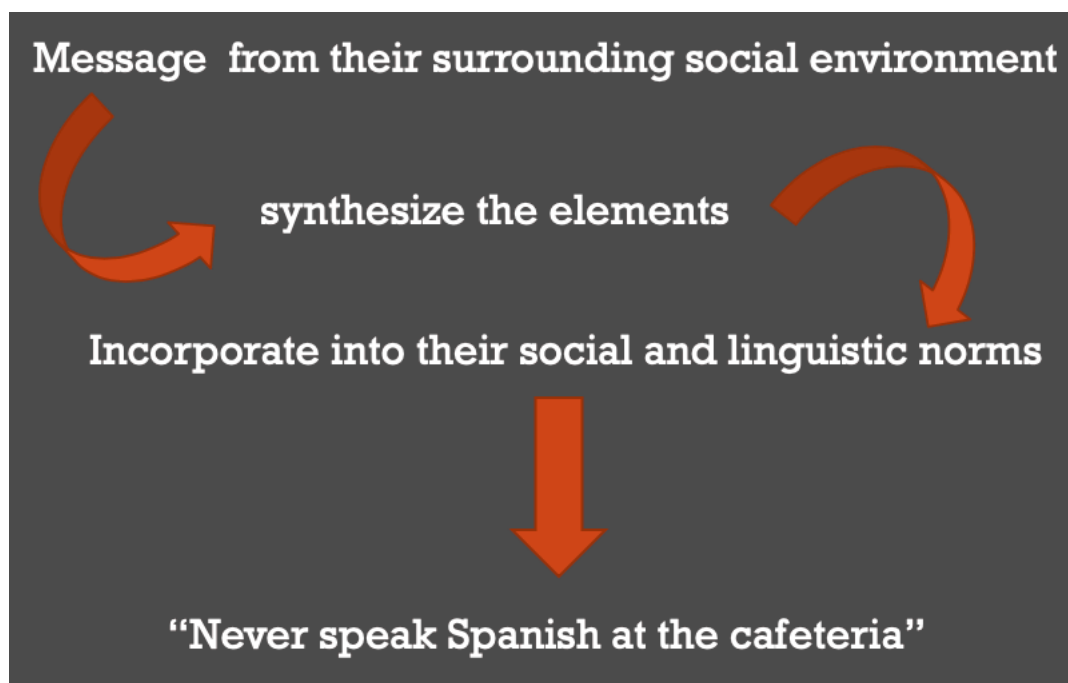 Message from their surrounding social environment
synthesize the elements
Incorporate into their social and linguistic norms
“Never speak Spanish at the cafeteria”